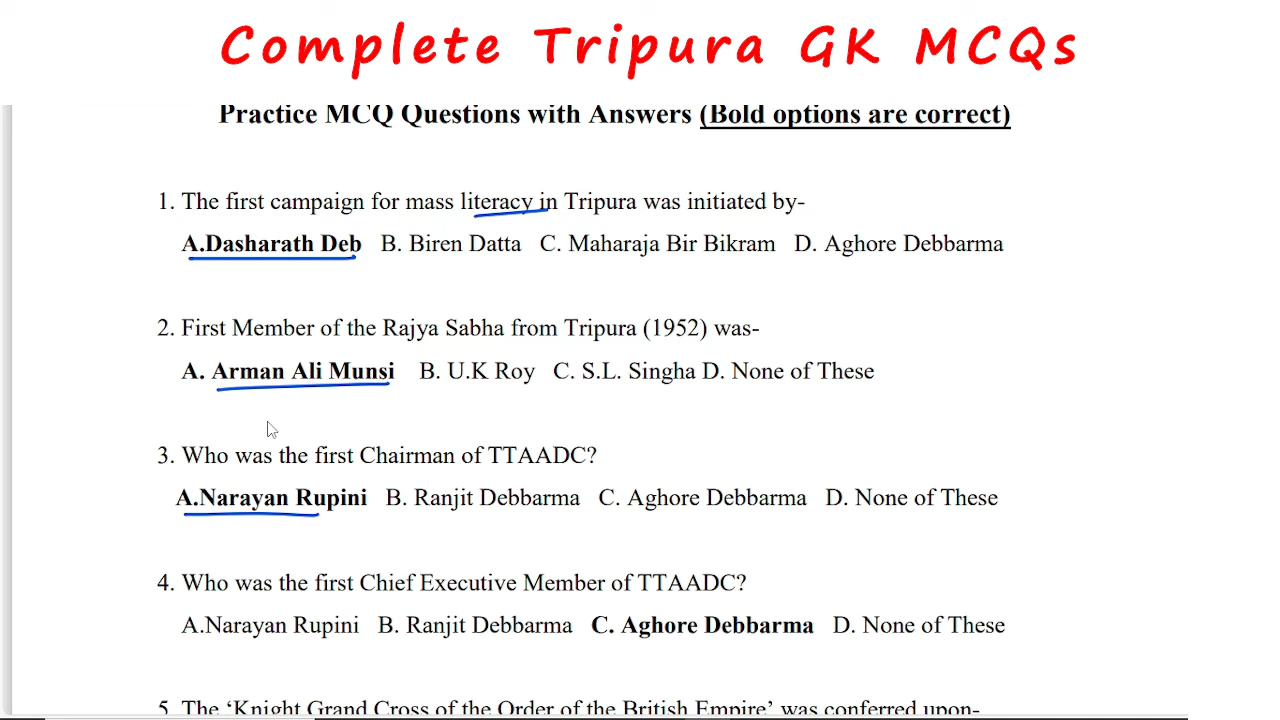 Complete Tripura GK MCQs
Practice MCQ Questions with Answers (Bold options are correct)
1. The first campaign for mass literacy in Tripura was initiated by-
A.Dasharath Deb B. Biren Datta C. Maharaja Bir Bikram D. Aghore Debbarma
2. First Member of the Rajya Sabha from Tripura (1952) was-
A. Arman Ali Munsi B. U.K Roy C. S.L. Singha D. None of These
3. Who was the first Chairman of TTAADC?
A.Narayan Rupini B. Ranjit Debbarma C. Aghore Debbarma D. None of These
4. Who was the first Chief Executive Member of TTAADC?
A.Narayan Rupini B. Ranjit Debbarma C. Aghore Debbarma D. None of These
5. The ‘Knight Grand Cross of the Order of the British Empire’ was conferred upon-